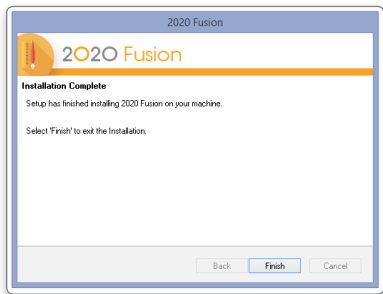 2020 Fusion
2020 Fusion
Installation Complete
Setup has finished installing 2020 Fusion on your machine.
Select 'Finish' to exit the Installation.
Back Finish Cancel